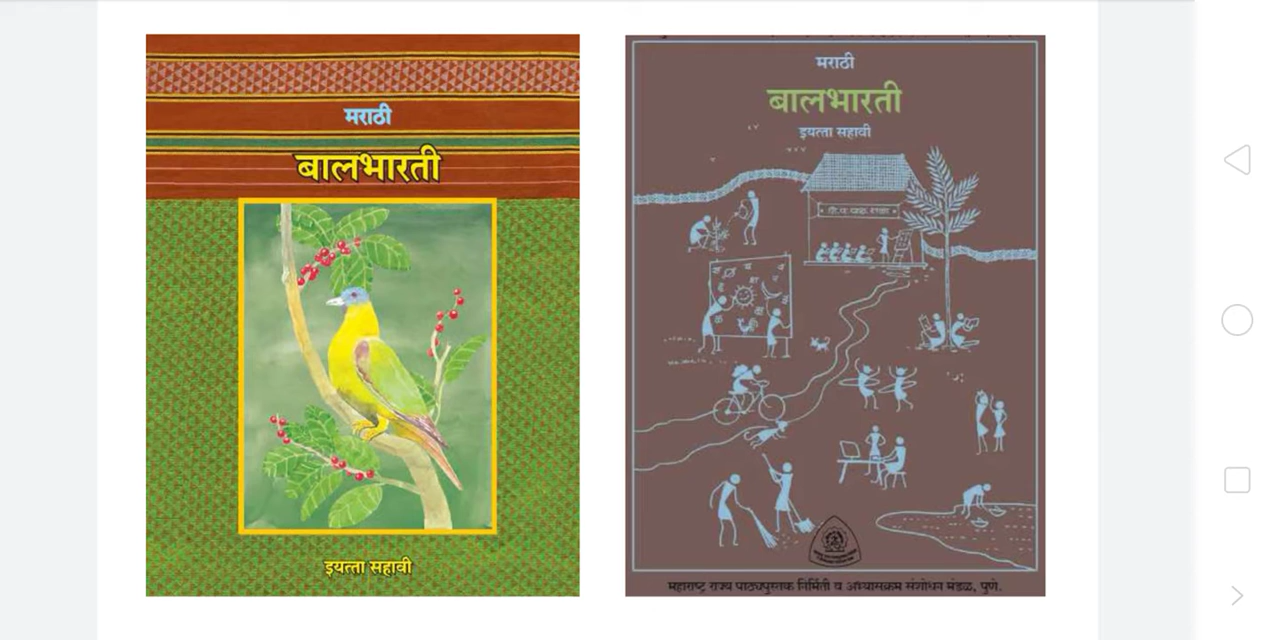 मराठी
बालभारती
इयत्ता सहावी
मराठी
बालभारती
इयत्ता सहावी
महाराष्ट्र राज्य पाठ्यपुस्तक निर्मिती व अभ्यासक्रम संशोधन मंडळ, पुणे.